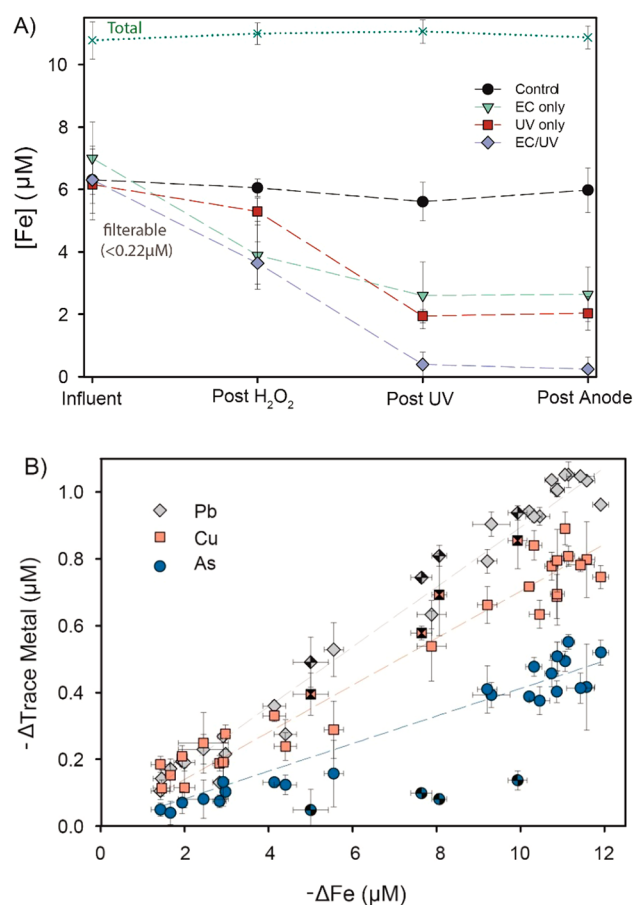 A)
Total
10
8
6
4
2
0
[Fe] (µM)
Control
EC only
UV only
EC/UV
filterable
(<0.22µM)
Influent
Post H₂O₂
Post UV
Post Anode
B)
1.0
0.8
0.6
0.4
0.2
0.0
-ΔTrace Metal (µM)
Pb
Cu
As
0
2
4
6
8
10
12
-ΔFe (µM)